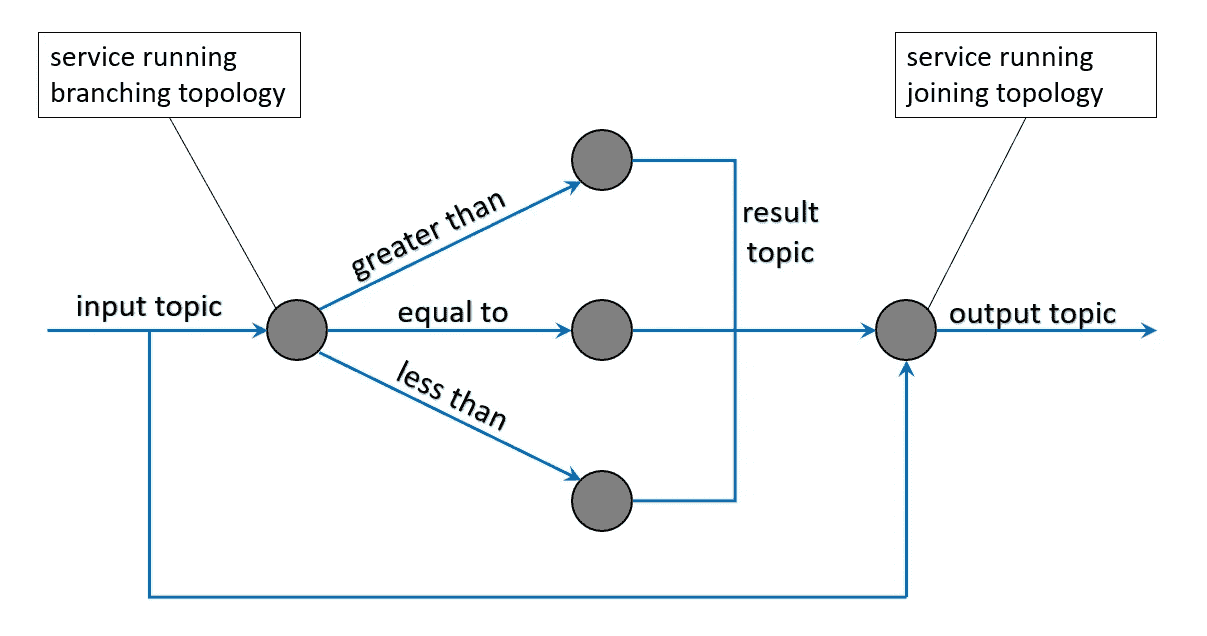 service running
branching topology
service running
joining topology
greater than
result
topic
input topic
equal to
output topic
less than